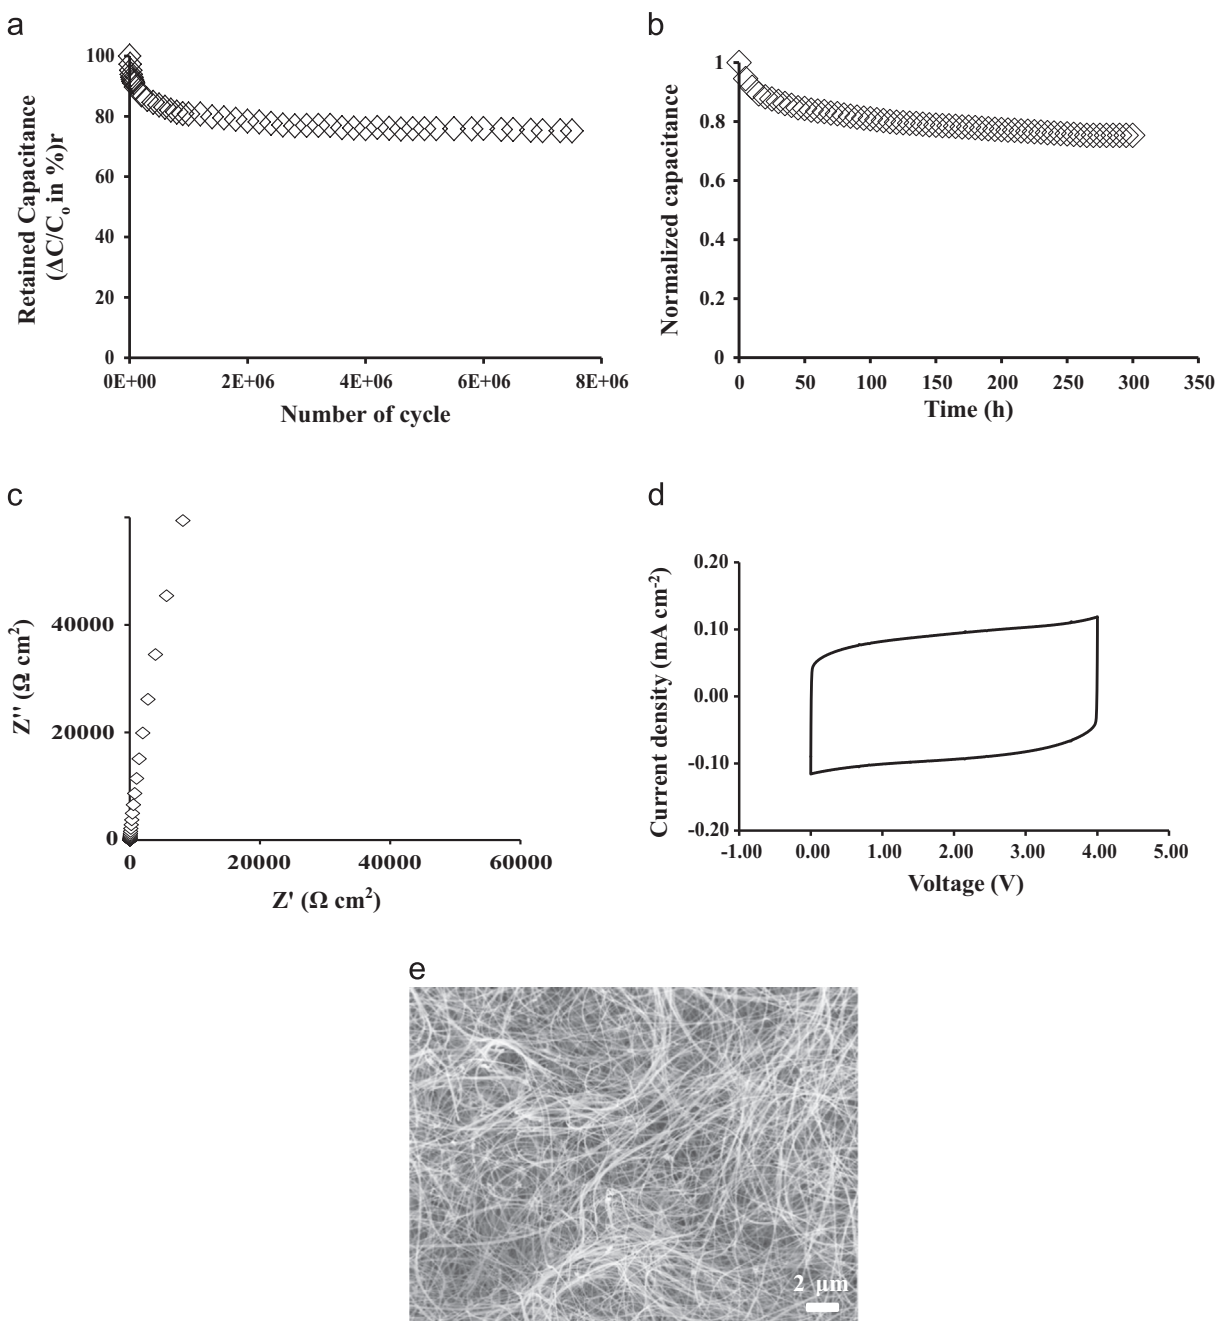 a
100
80
60
40
20
0
0E+00 2E+06 4E+06 6E+06 8E+06
Retained Capacitance
(ΔC/Co in %)r
Number of cycle
b
1
0.8
0.6
0.4
0.2
0
0 50 100 150 200 250 300 350
Normalized capacitance
Time (h)
c
40000
20000
0
0 20000 40000 60000
Z'' (Ω cm²)
Z' (Ω cm²)
d
0.20
0.10
0.00
-0.10
-0.20
-1.00 0.00 1.00 2.00 3.00 4.00 5.00
Current density (mA cm⁻²)
Voltage (V)
e
2 μm